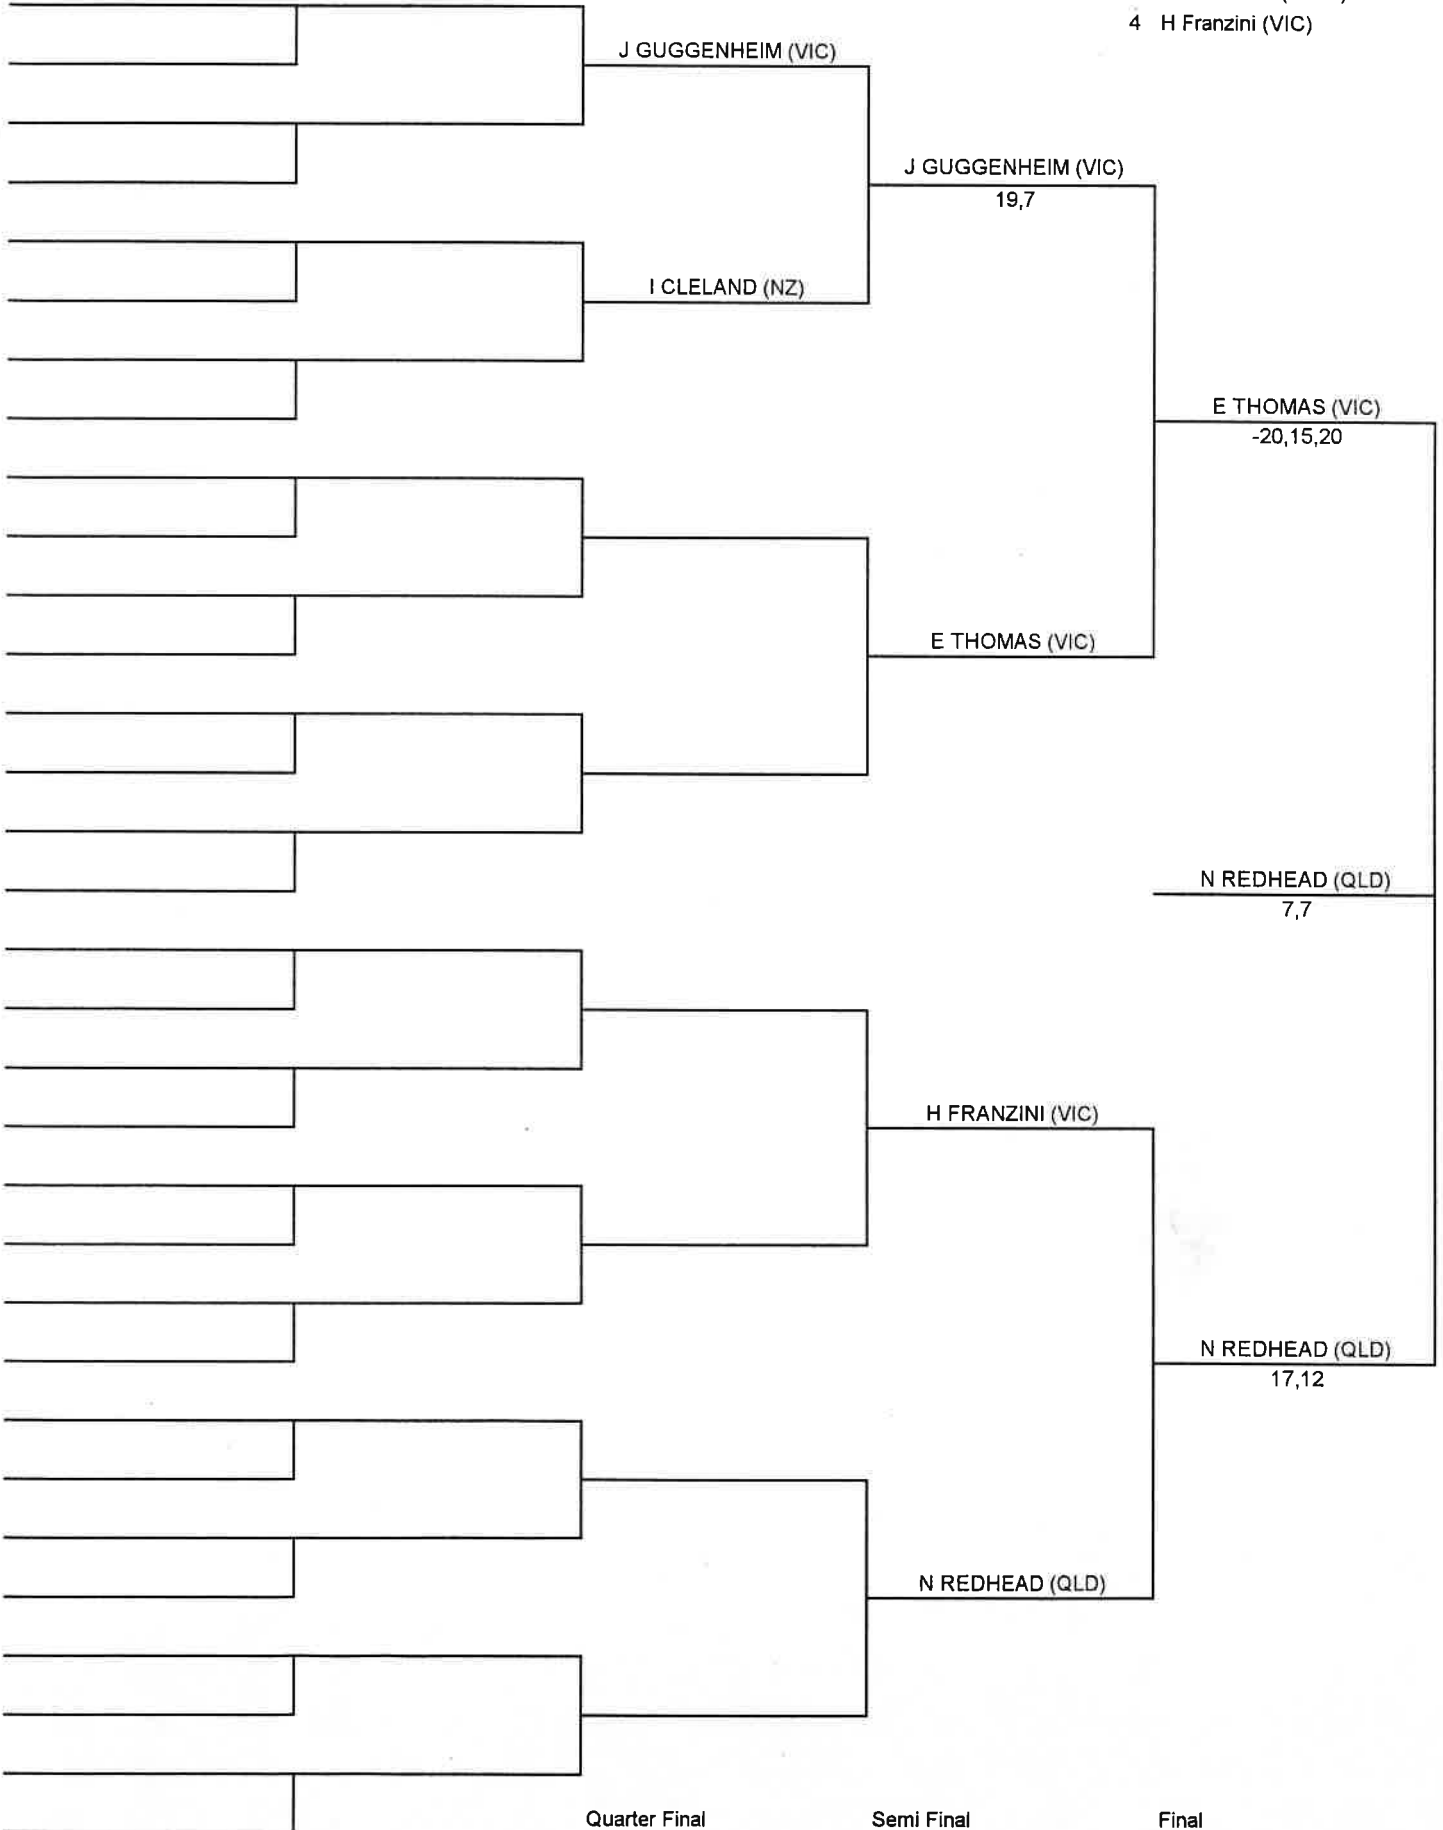 4 H Franzini (VIC)
J GUGGENHEIM (VIC)
J GUGGENHEIM (VIC)
19,7
I CLELAND (NZ)
E THOMAS (VIC)
-20,15,20
E THOMAS (VIC)
N REDHEAD (QLD)
7,7
H FRANZINI (VIC)
N REDHEAD (QLD)
17,12
N REDHEAD (QLD)
Quarter Final Semi Final Final